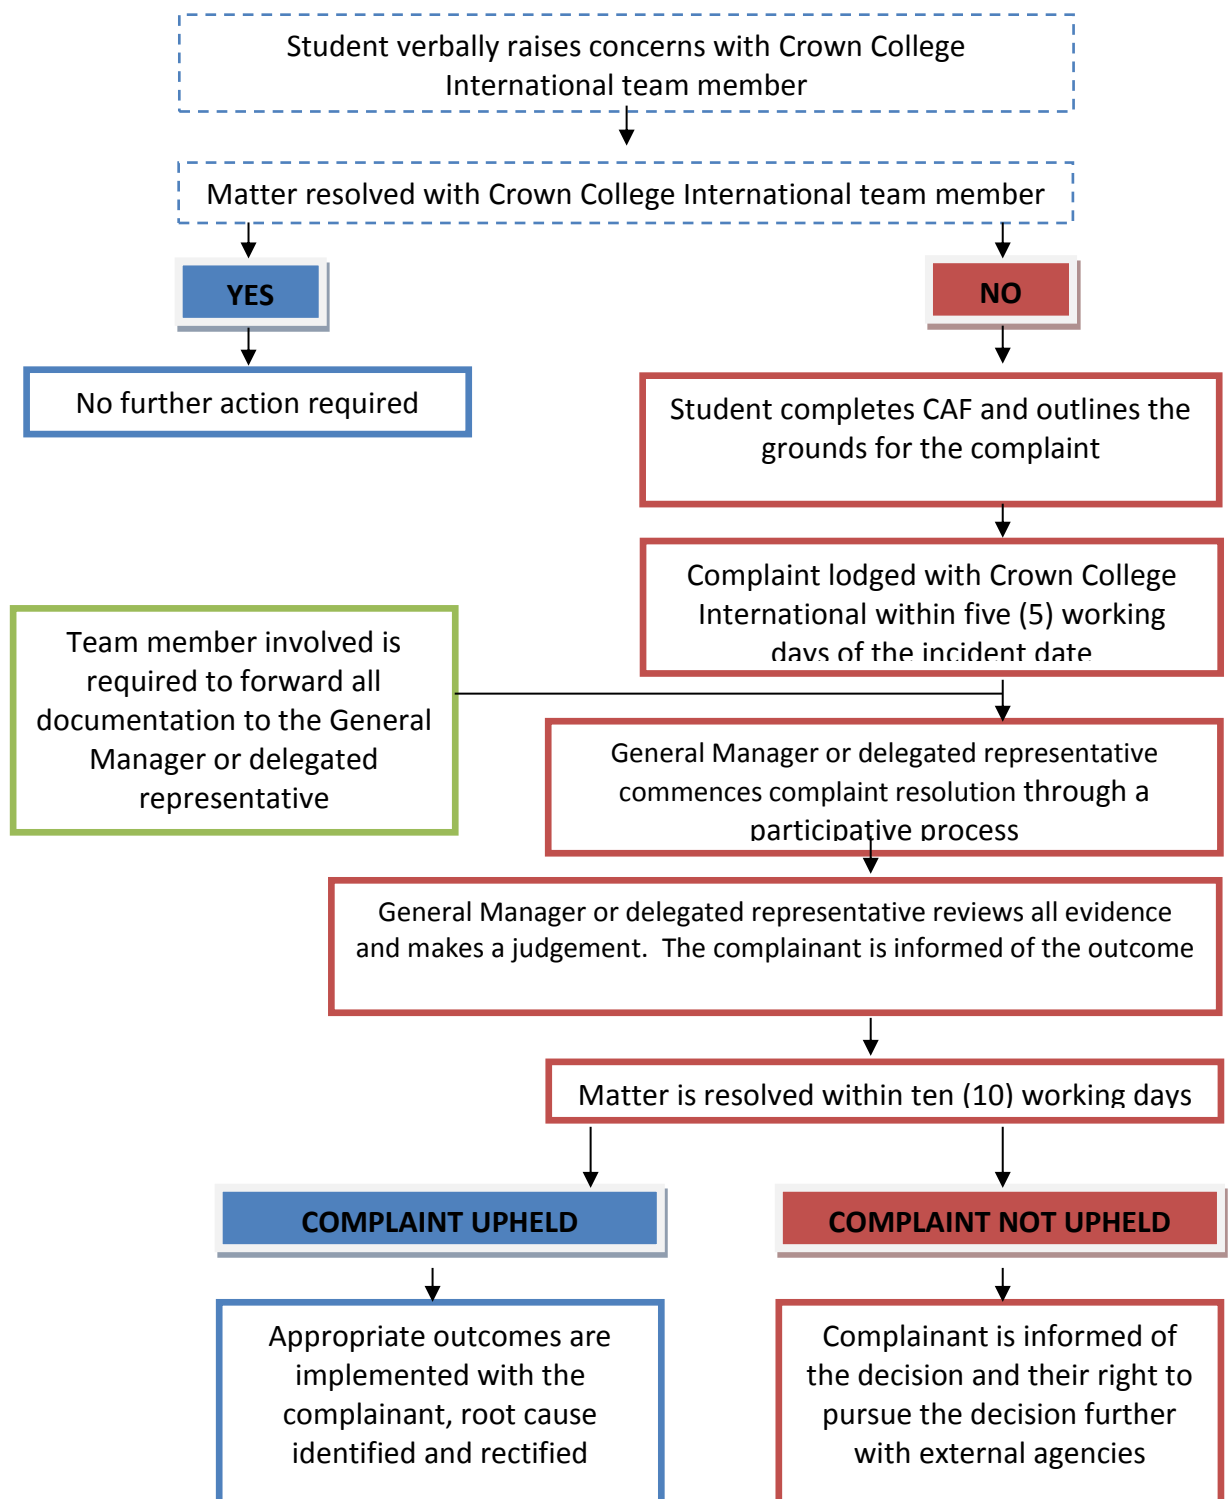 Student verbally raises concerns with Crown College
International team member
Matter resolved with Crown College International team member
YES
NO
No further action required
Student completes CAF and outlines the
grounds for the complaint
Complaint lodged with Crown College
International within five (5) working
days of the incident date
Team member involved is
required to forward all
documentation to the General
Manager or delegated
representative
General Manager or delegated representative
commences complaint resolution through a
participative process
General Manager or delegated representative reviews all evidence
and makes a judgement.  The complainant is informed of the outcome
Matter is resolved within ten (10) working days
COMPLAINT UPHELD
COMPLAINT NOT UPHELD
Appropriate outcomes are
implemented with the
complainant, root cause
identified and rectified
Complainant is informed of
the decision and their right to
pursue the decision further
with external agencies